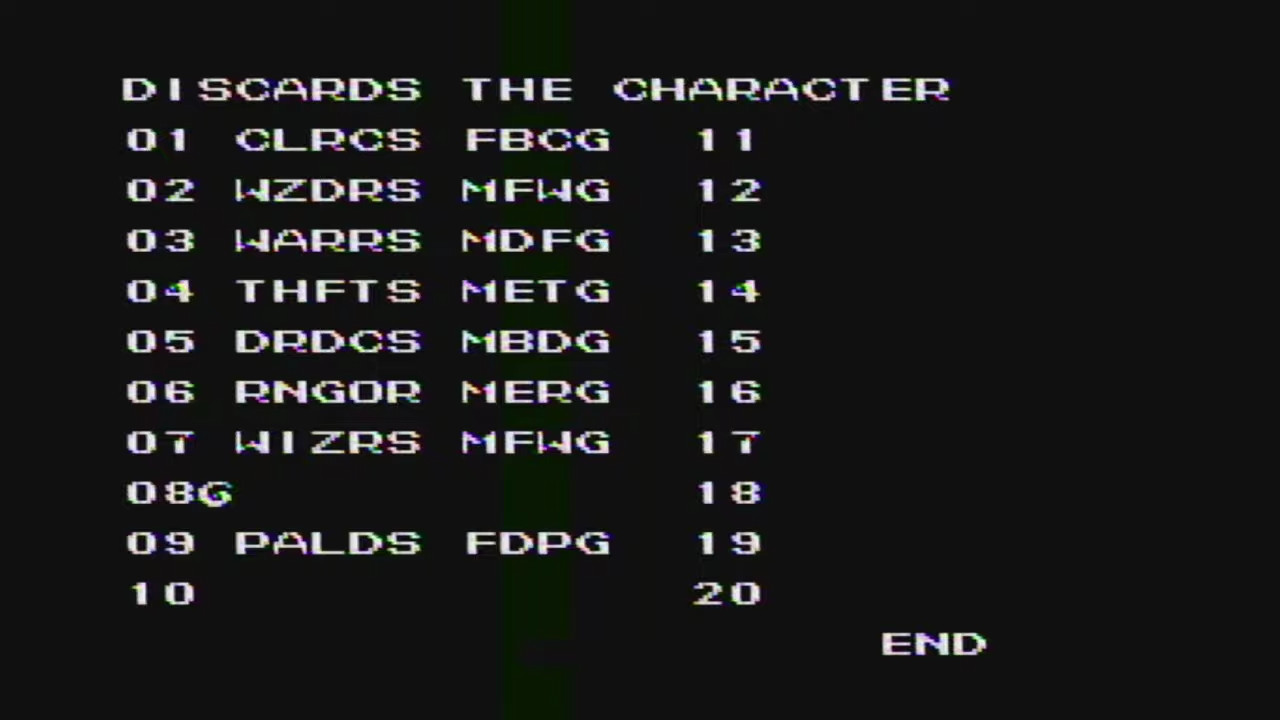 DISCARDS THE CHARACTER
01 CLRCS FBCG 11
02 WZDRS MFWG 12
03 WARRS MDFG 13
04 THFTS METG 14
05 DRDCS MBDG 15
06 RNGOR MERG 16
07 WIZRS MFWG 17
08G 18
09 PALDS FDPG 19
10 20
END